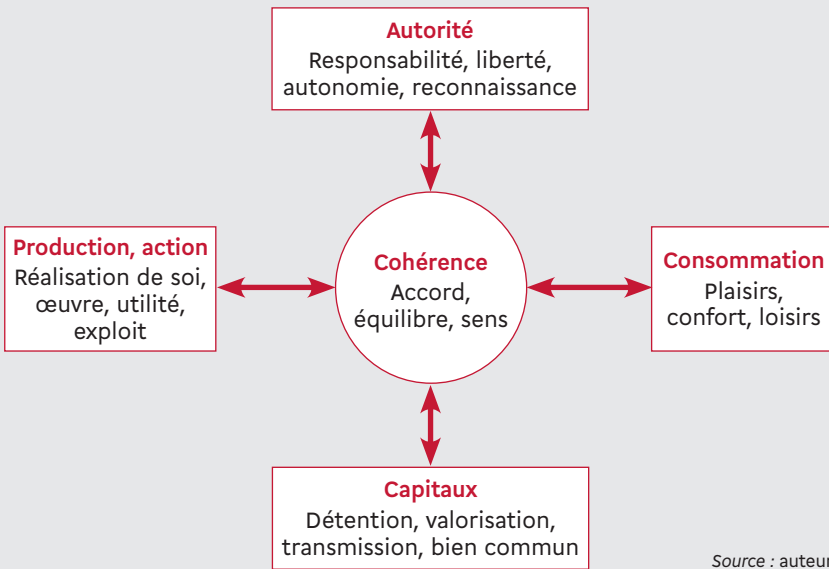 Autorité
Responsabilité, liberté,
autonomie, reconnaissance
Production, action
Réalisation de soi,
œuvre, utilité,
exploit
Cohérence
Accord,
équilibre, sens
Consommation
Plaisirs,
confort, loisirs
Capitaux
Détention, valorisation,
transmission, bien commun
Source : auteur